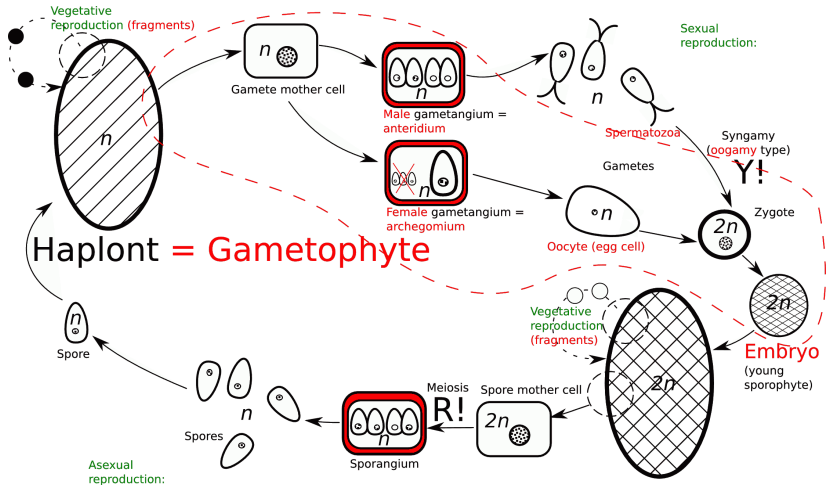 Vegetative
reproduction (fragments)
Sexual
reproduction:
n
Gamete mother cell
n
Male gametangium =
anteridium
n
Spermatozoa
Syngamy
(oogamy type)
Y!
n
Gametes
n
Female gametangium =
archegomium
n
Oocyte (egg cell)
2n
Zygote
Haplont = Gametophyte
2n
Embryo
(young
sporophyte)
Vegetative
reproduction
(fragments)
2n
n
Spore
Meiosis
R!
Spore mother cell
2n
n
Sporangium
n
Spores
Asexual
reproduction: